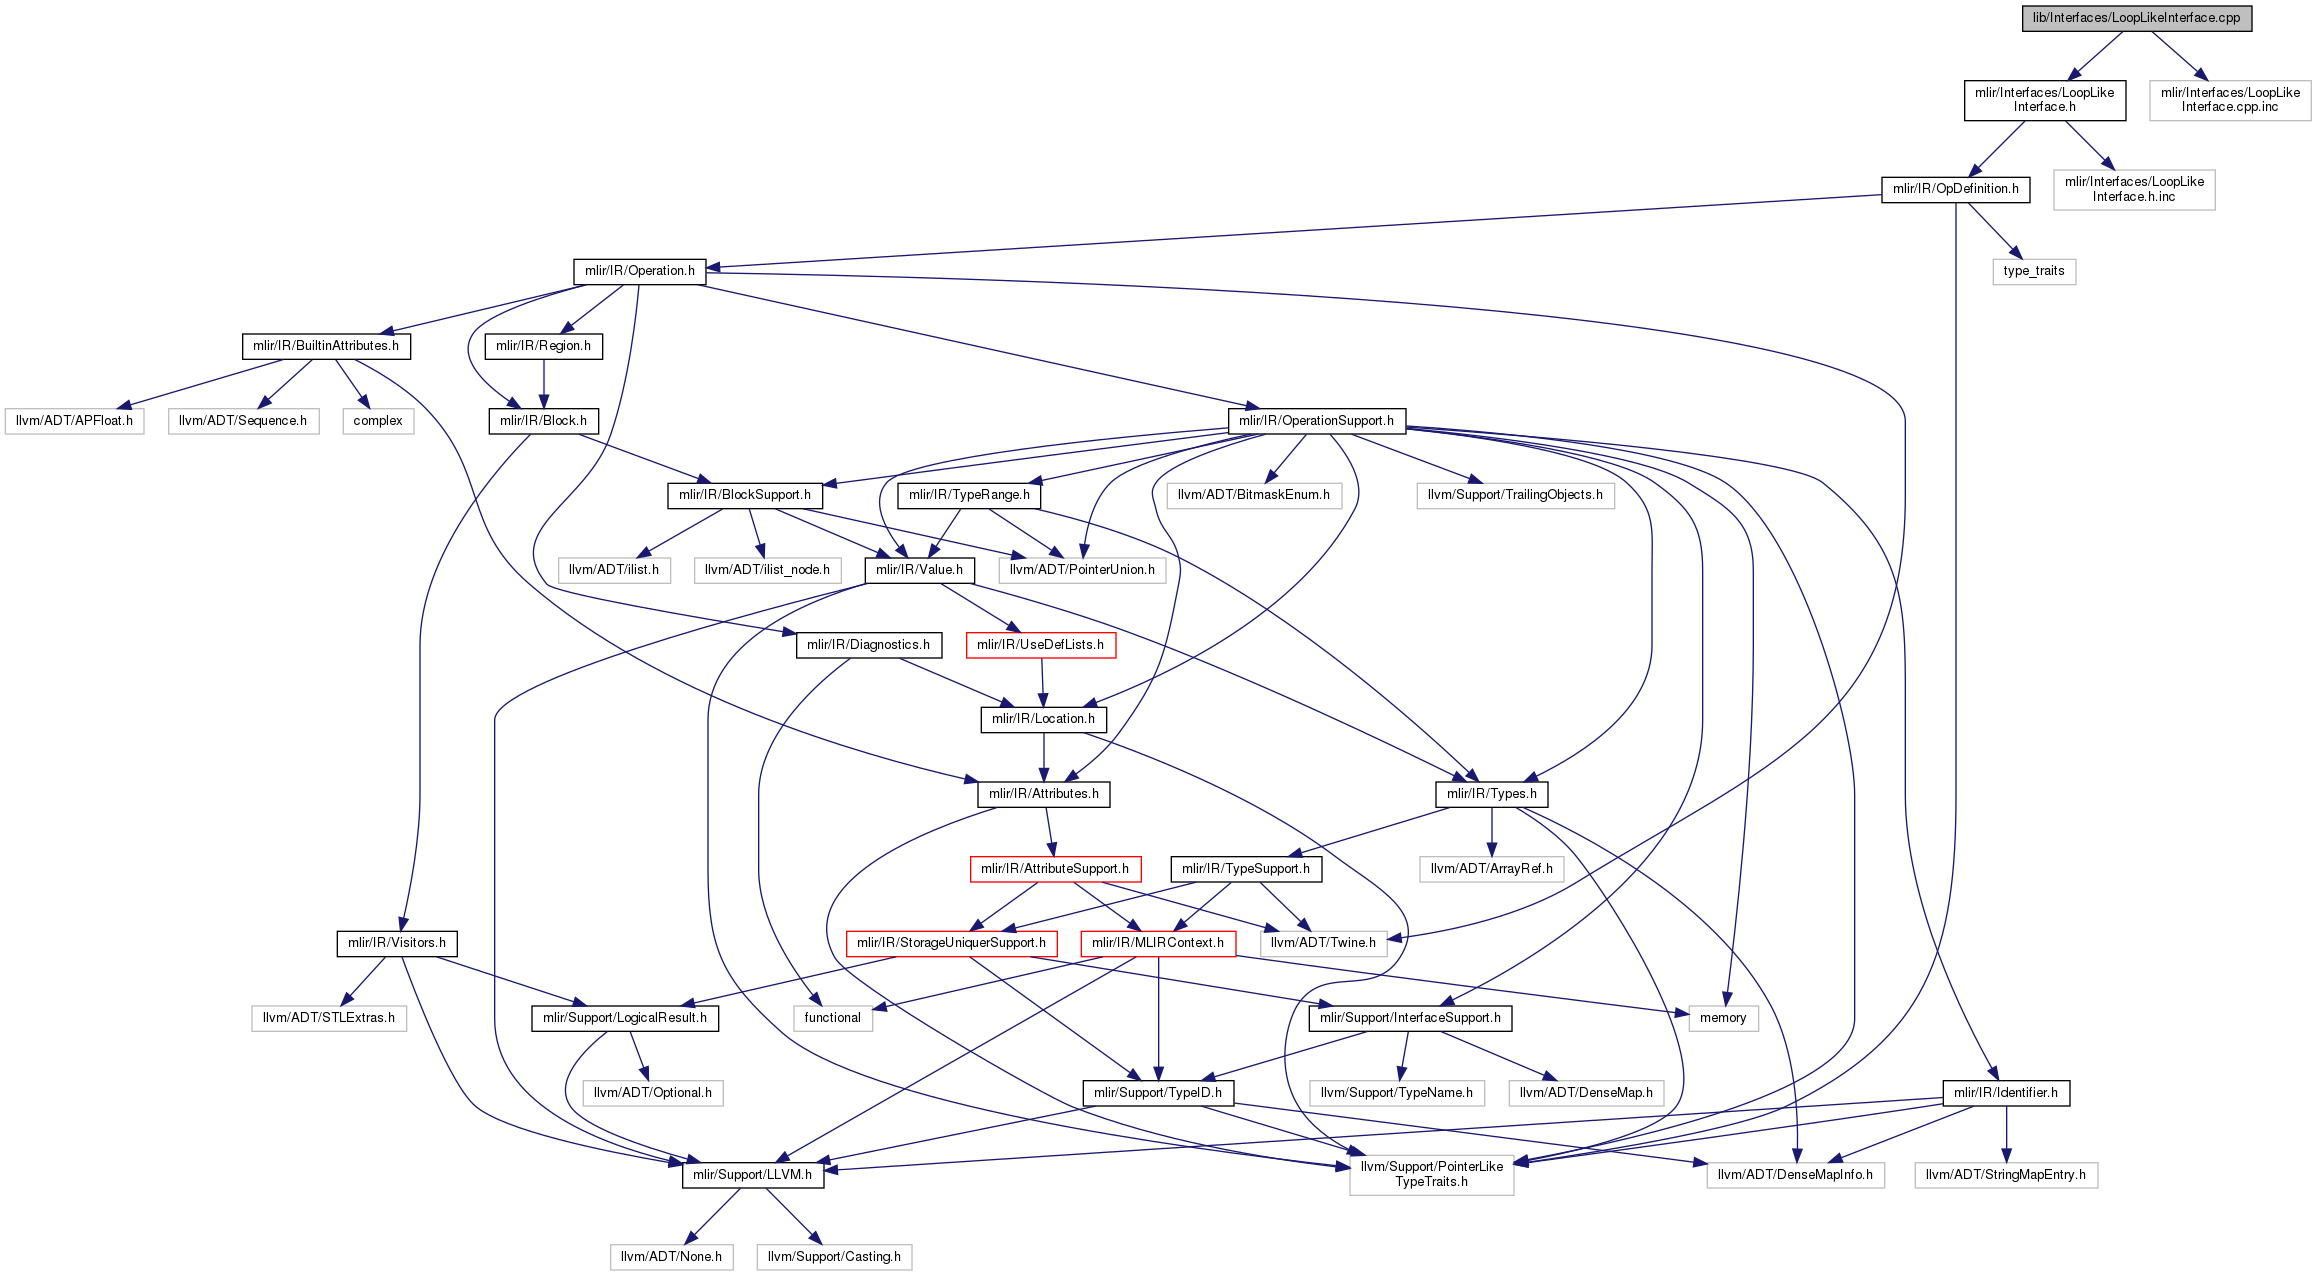 lib/Interfaces/LoopLikeInterface.cpp
mlir/Interfaces/LoopLike
Interface.h
mlir/Interfaces/LoopLike
Interface.cpp.inc
mlir/IR/OpDefinition.h
mlir/Interfaces/LoopLike
Interface.h.inc
mlir/IR/Operation.h
type_traits
mlir/IR/BuiltinAttributes.h
mlir/IR/Region.h
llvm/ADT/APFloat.h
llvm/ADT/Sequence.h
complex
mlir/IR/Block.h
mlir/IR/OperationSupport.h
mlir/IR/BlockSupport.h
mlir/IR/TypeRange.h
llvm/ADT/BitmaskEnum.h
llvm/Support/TrailingObjects.h
llvm/ADT/ilist.h
llvm/ADT/ilist_node.h
mlir/IR/Value.h
llvm/ADT/PointerUnion.h
mlir/IR/Diagnostics.h
mlir/IR/UseDefLists.h
mlir/IR/Location.h
mlir/IR/Attributes.h
mlir/IR/Types.h
mlir/IR/AttributeSupport.h
mlir/IR/TypeSupport.h
llvm/ADT/ArrayRef.h
mlir/IR/Visitors.h
mlir/IR/StorageUniquerSupport.h
mlir/IR/MLIRContext.h
llvm/ADT/Twine.h
llvm/ADT/STLExtras.h
mlir/Support/LogicalResult.h
functional
mlir/Support/InterfaceSupport.h
memory
llvm/ADT/Optional.h
mlir/Support/TypeID.h
llvm/Support/TypeName.h
llvm/ADT/DenseMap.h
mlir/IR/Identifier.h
mlir/Support/LLVM.h
llvm/Support/PointerLike
TypeTraits.h
llvm/ADT/DenseMapInfo.h
llvm/ADT/StringMapEntry.h
llvm/ADT/None.h
llvm/Support/Casting.h